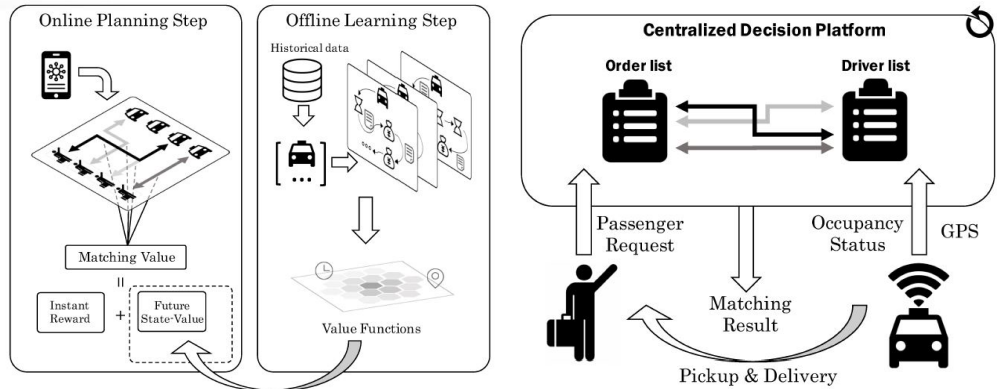 Online Planning Step
Matching Value
=
Instant
Reward
+
Future
State-Value
Offline Learning Step
Historical data
[ ... ]
Value Functions
Centralized Decision Platform
Order list
Driver list
Passenger
Request
Occupancy
Status
GPS
Matching
Result
Pickup & Delivery